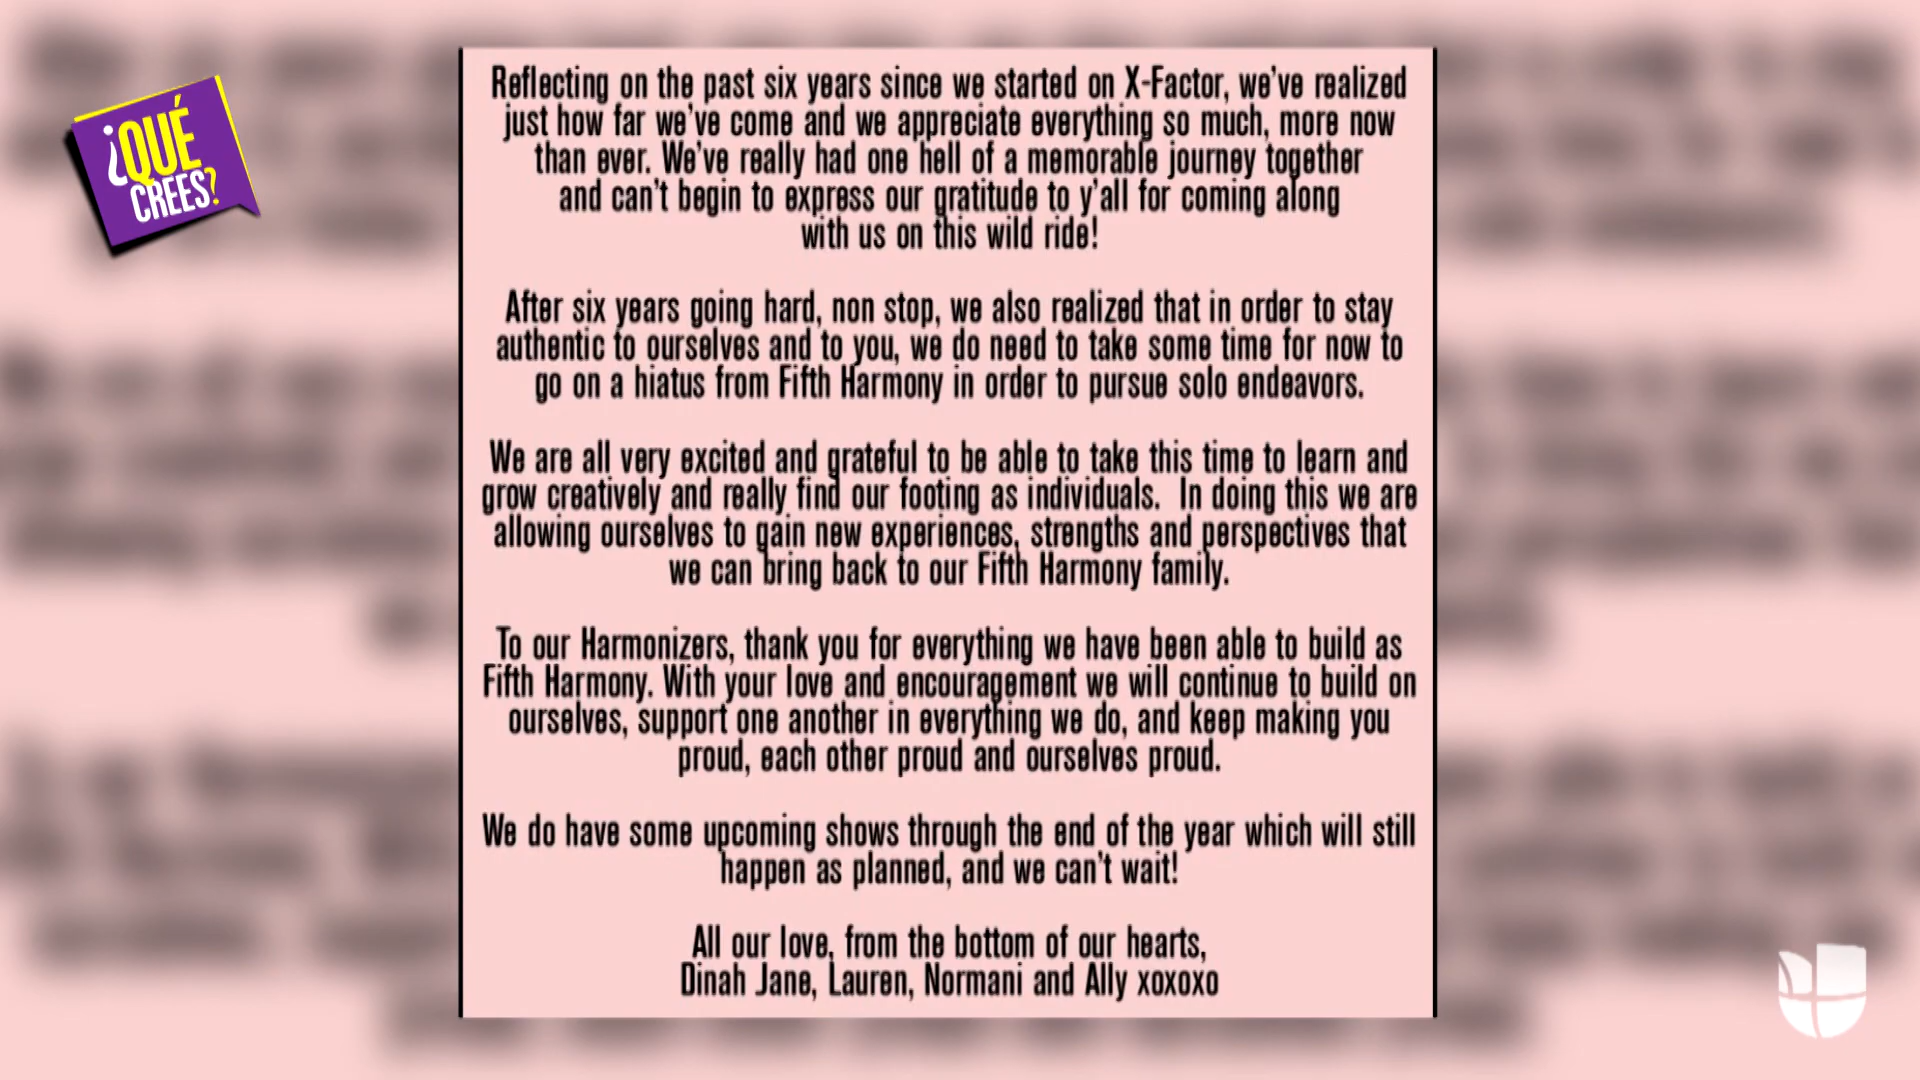 ¿QUÉ
CREES?
Reflecting on the past six years since we started on X-Factor, we've realized
just how far we've come and we appreciate everything so much, more now
than ever. We've really had one hell of a memorable journey together
and can't begin to express our gratitude to y'all for coming along
with us on this wild ride!
After six years going hard, non stop, we also realized that in order to stay
authentic to ourselves and to you, we do need to take some time for now to
go on a hiatus from Fifth Harmony in order to pursue solo endeavors.
We are all very excited and grateful to be able to take this time to learn and
grow creatively and really find our footing as individuals.  In doing this we are
allowing ourselves to gain new experiences, strengths and perspectives that
we can bring back to our Fifth Harmony family.
To our Harmonizers, thank you for everything we have been able to build as
Fifth Harmony. With your love and encouragement we will continue to build on
ourselves, support one another in everything we do, and keep making you
proud, each other proud and ourselves proud.
We do have some upcoming shows through the end of the year which will still
happen as planned, and we can't wait!
All our love, from the bottom of our hearts,
Dinah Jane, Lauren, Normani and Ally xoxoxo